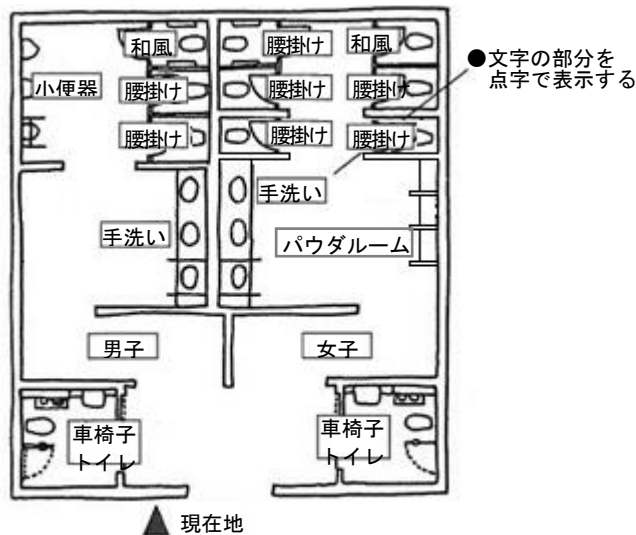 和風
腰掛け
和風
小便器
腰掛け
腰掛け
腰掛け
腰掛け
腰掛け
腰掛け
●文字の部分を
点字で表示する
手洗い
手洗い
パウダルーム
男子
女子
車椅子
トイレ
車椅子
トイレ
現在地